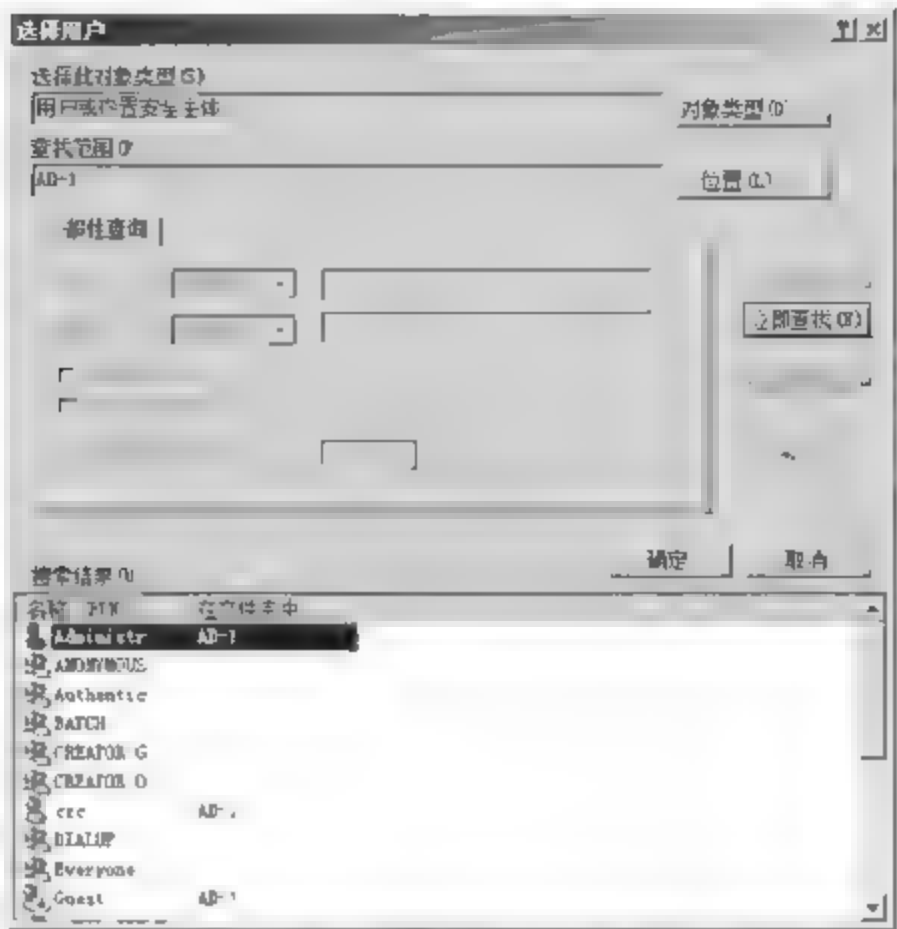 选择用户
选择此对象类型(S)
用户或内置安全主体
对象类型(O)
查找范围(F)
AD-1
位置(L)
一般性查询
立即查找(N)
确定
取消
搜索结果(U)
名称 RDN 在文件夹中
Administr AD-1
ANONYMOUS
Authentic
BATCH
CREATOR G
CREATOR O
AD-1
DIALUP
Everyone
Guest AD-1